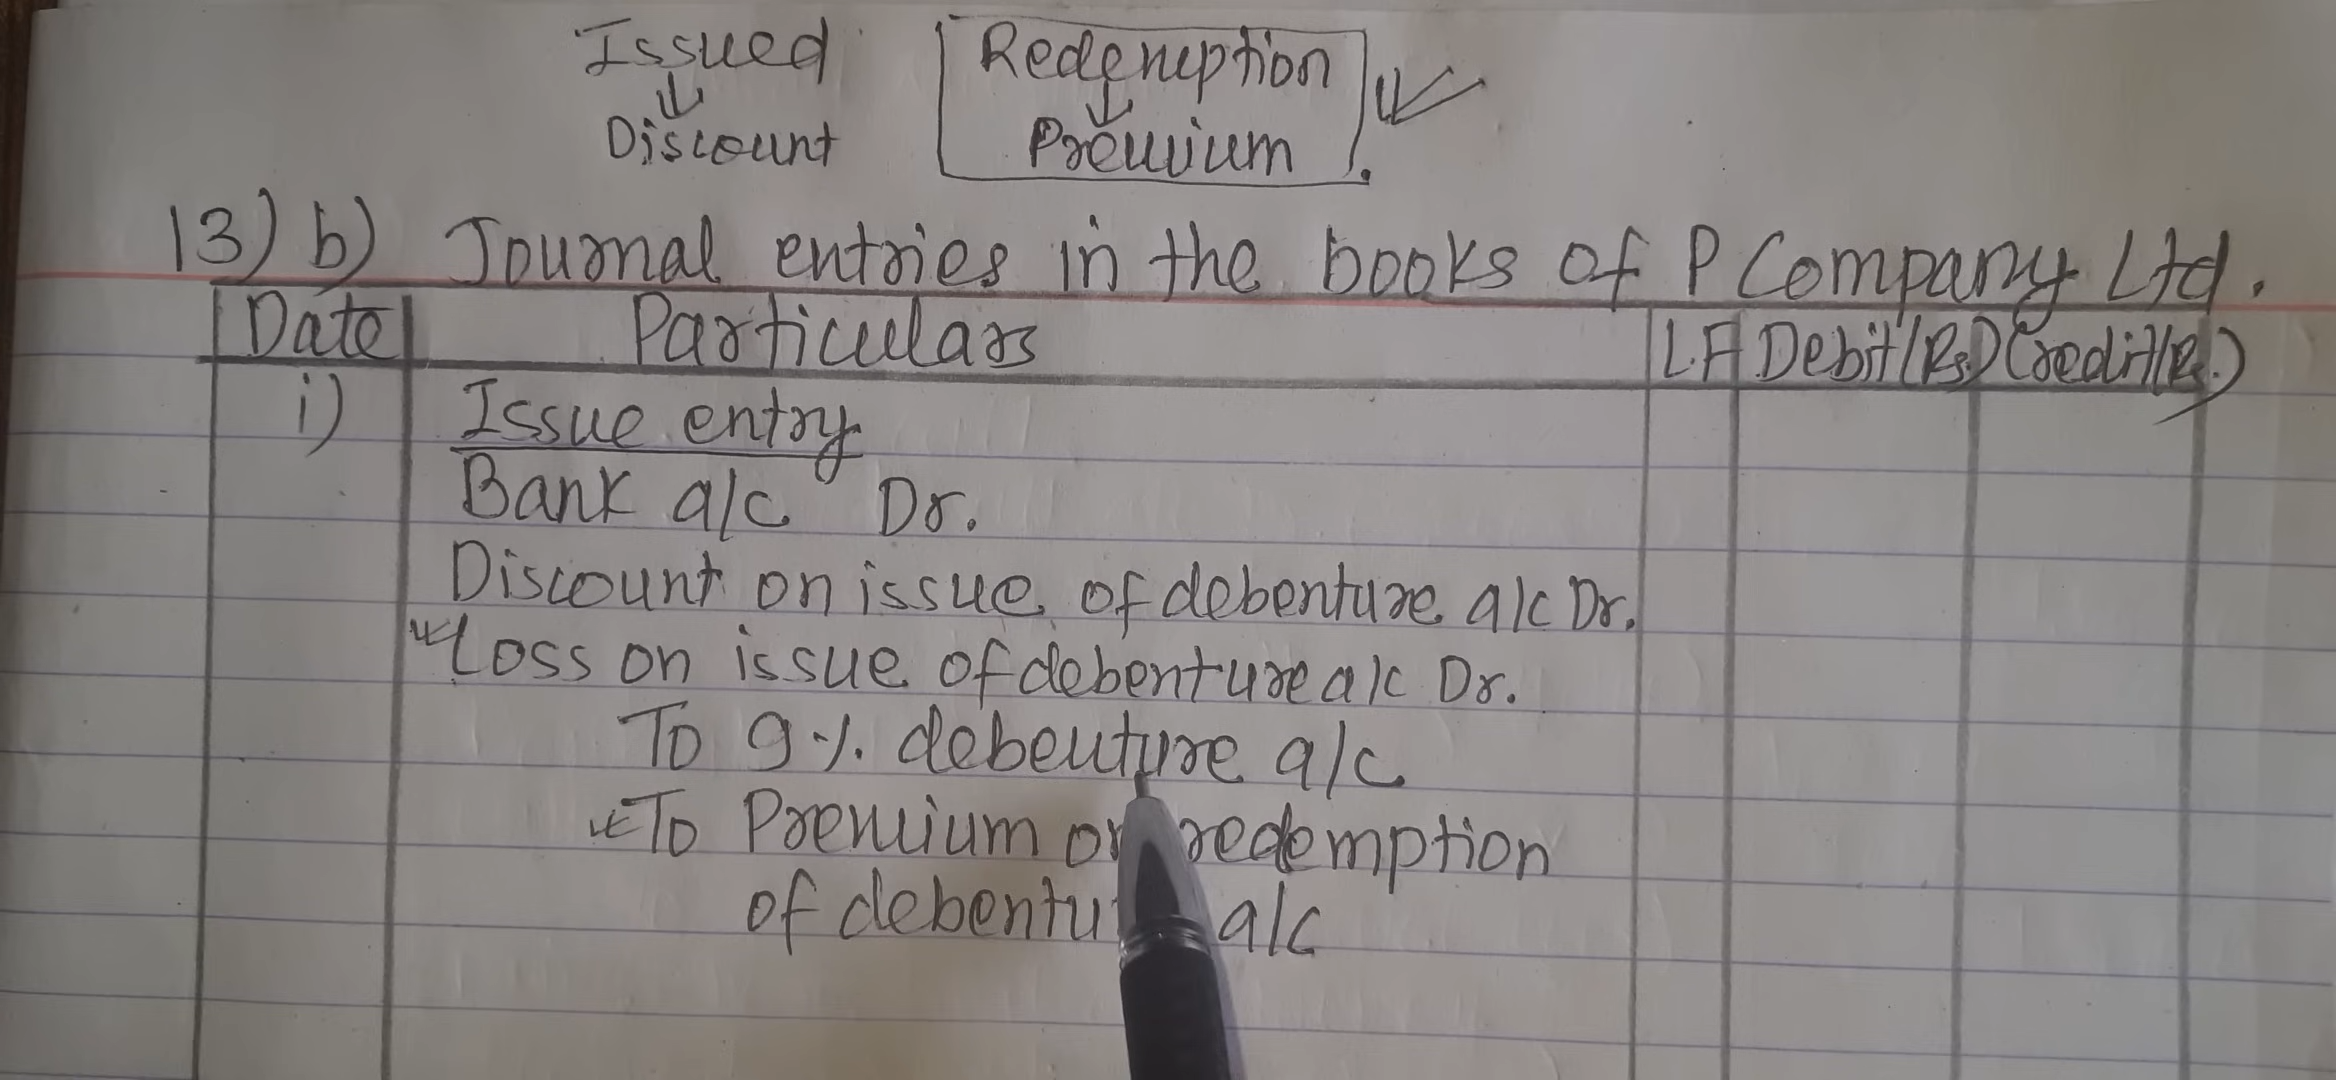 Issued Redemption
Discount Premium
13) b) Journal entries in the books of P Company Ltd.
Date Particulars L.F Debit (Rs.) Credit (Rs.)
i) Issue entry
Bank a/c Dr.
Discount on issue of debenture a/c Dr.
Loss on issue of debenture a/c Dr.
To 9% debenture a/c
To Premium on redemption
of debentu a/c